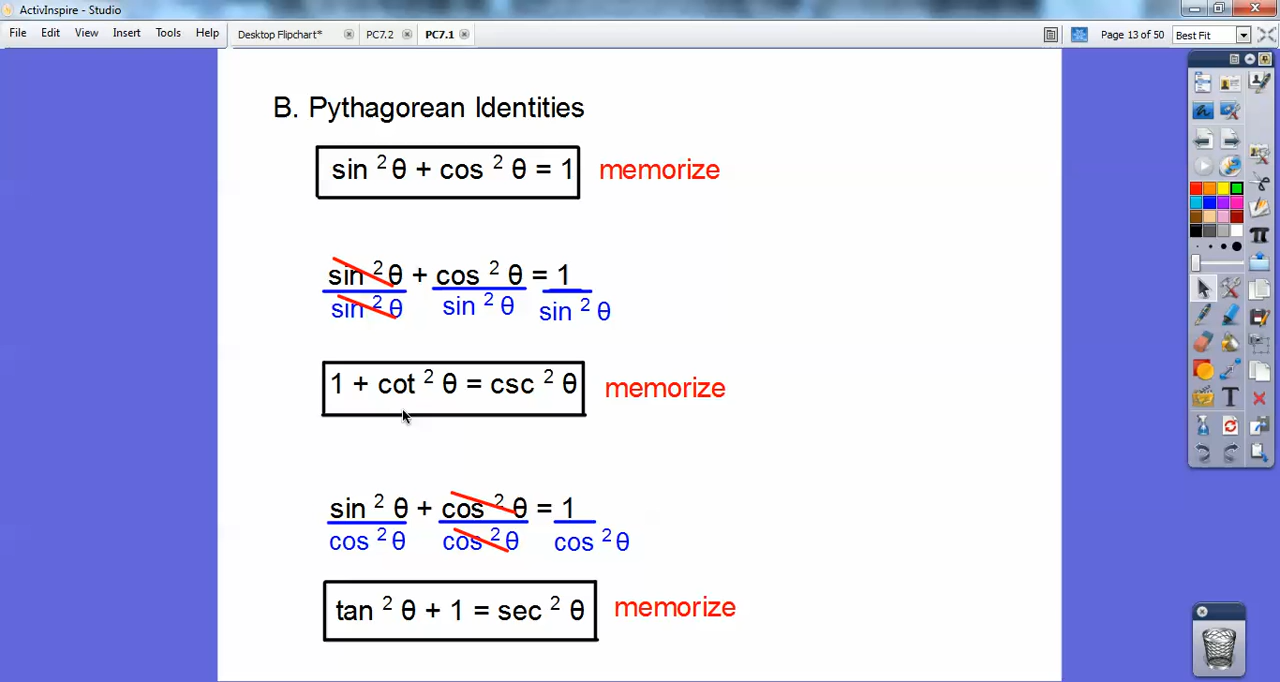 ActivInspire - Studio
File Edit View Insert Tools Help Desktop Flipchart* PC7.2 PC7.1 Page 13 of 50 Best Fit
B. Pythagorean Identities
sin ²θ + cos ²θ = 1 memorize
sin ²θ + cos ²θ = 1
sin ²θ sin ²θ sin ²θ
1 + cot ²θ = csc ²θ memorize
sin ²θ + cos ²θ = 1
cos ²θ cos ²θ cos ²θ
tan ²θ + 1 = sec ²θ memorize